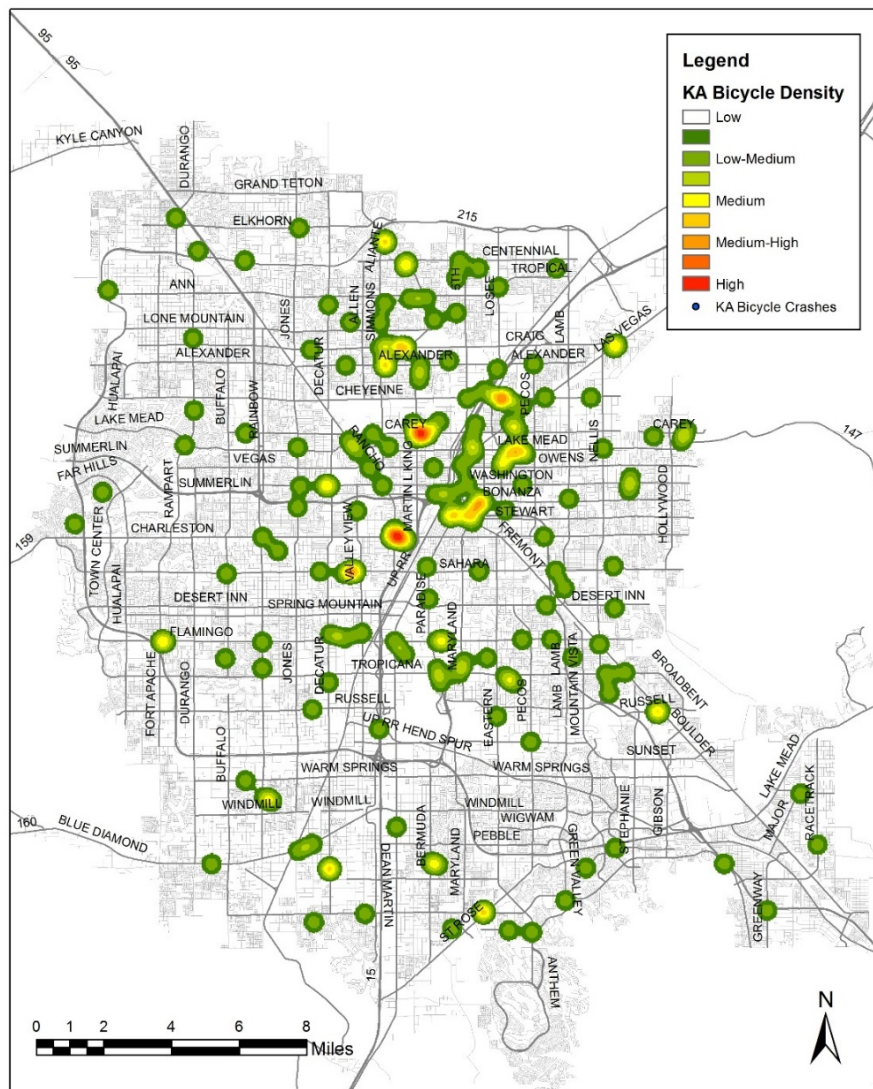 95
95
KYLE CANYON
DURANGO
GRAND TETON
ELKHORN
ALIANTE
215
CENTENNIAL
TROPICAL
5TH
LOSEE
ANN
ALLEN
SIMMONS
JONES
LONE MOUNTAIN
DECATUR
CRAIG
LAMB
LAS VEGAS
ALEXANDER
ALEXANDER
ALEXANDER
HUALAPAI
BUFFALO
RAINBOW
CHEYENNE
PECOS
LAKE MEAD
CAREY
CAREY
SUMMERLIN
VEGAS
RANCHO
LAKE MEAD
147
FAR HILLS
MARTIN L KING
OWENS
NELLIS
RAMPART
SUMMERLIN
WASHINGTON
BONANZA
HOLLYWOOD
TOWN CENTER
CHARLESTON
VALLEY VIEW
STEWART
FREMONT
159
HUALAPAI
UP RR
SAHARA
DESERT INN
DESERT INN
SPRING MOUNTAIN
PARADISE
FLAMINGO
MARYLAND
LAMB
FORT APACHE
DURANGO
JONES
DECATUR
TROPICANA
MOUNTAIN VISTA
BROADBENT
RUSSELL
EASTERN
PECOS
LAMB
RUSSELL
BOULDER
UP RR HEND SPUR
SUNSET
BUFFALO
WARM SPRINGS
WARM SPRINGS
LAKE MEAD
WINDMILL
WINDMILL
WINDMILL
STEPHANIE
GIBSON
MAJOR
RACE TRACK
160
BLUE DIAMOND
BERMUDA
WIGWAM
PEBBLE
MARYLAND
GREEN VALLEY
DEAN MARTIN
ST ROSE
GREENWAY
15
ANTHEM
Legend
KA Bicycle Density
Low
Low-Medium
Medium
Medium-High
High
KA Bicycle Crashes
0 1 2 4 6 8
Miles
N